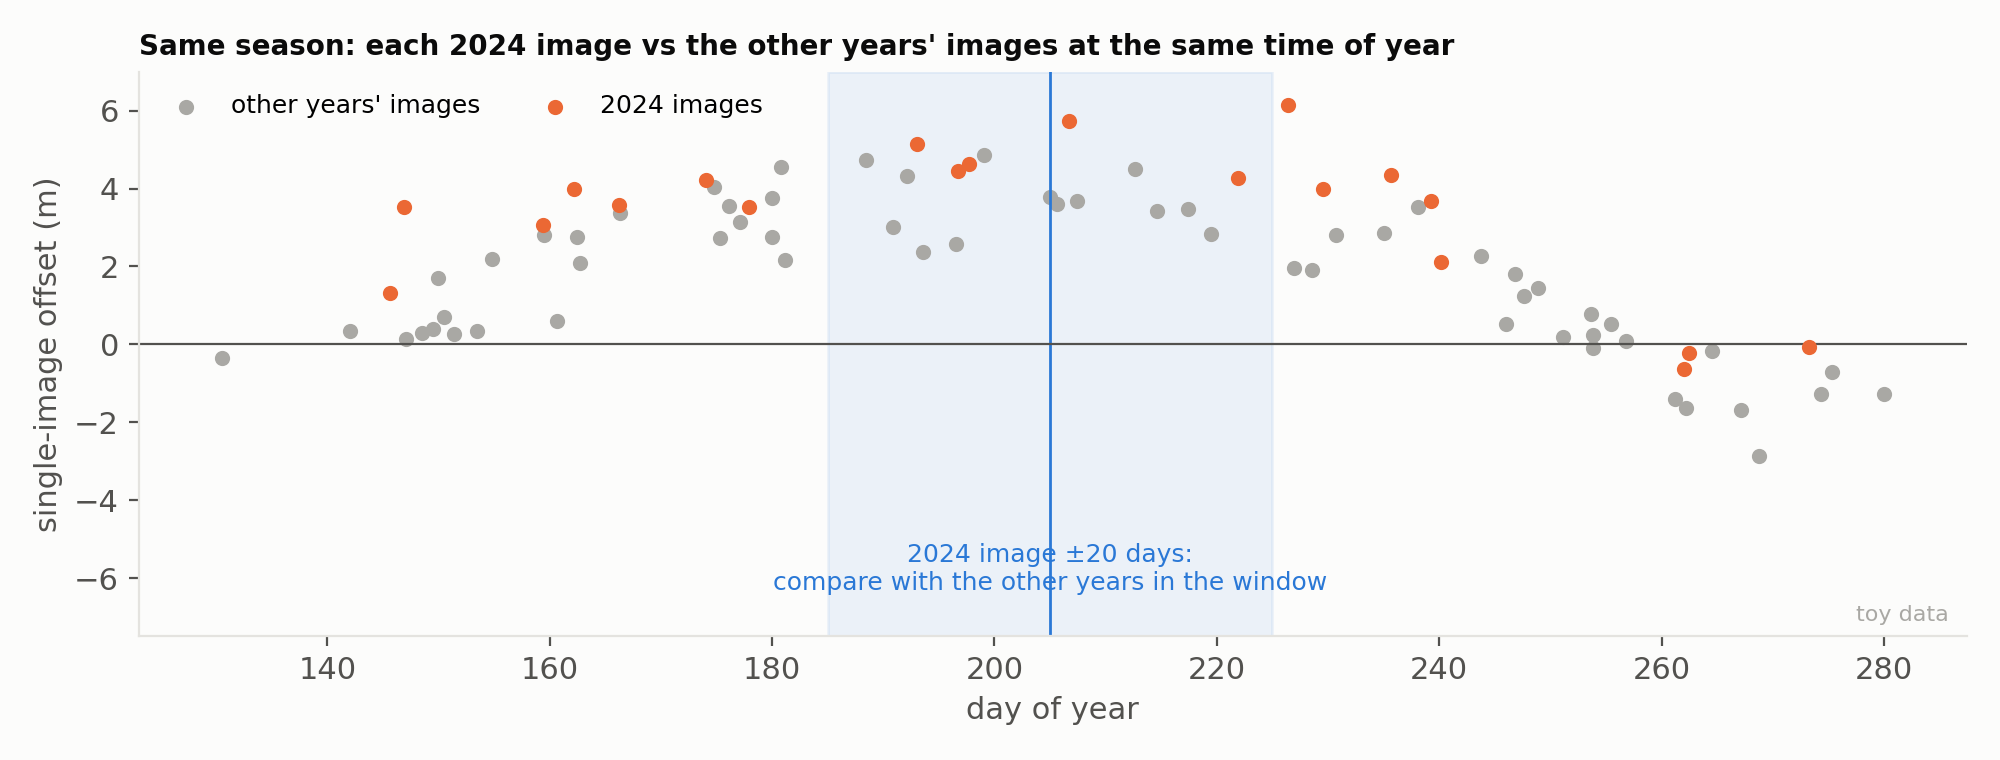 Same season: each 2024 image vs the other years' images at the same time of year
other years' images
2024 images
single-image offset (m)
6
4
2
0
−2
−4
−6
2024 image ±20 days:
compare with the other years in the window
toy data
140 160 180 200 220 240 260 280
day of year